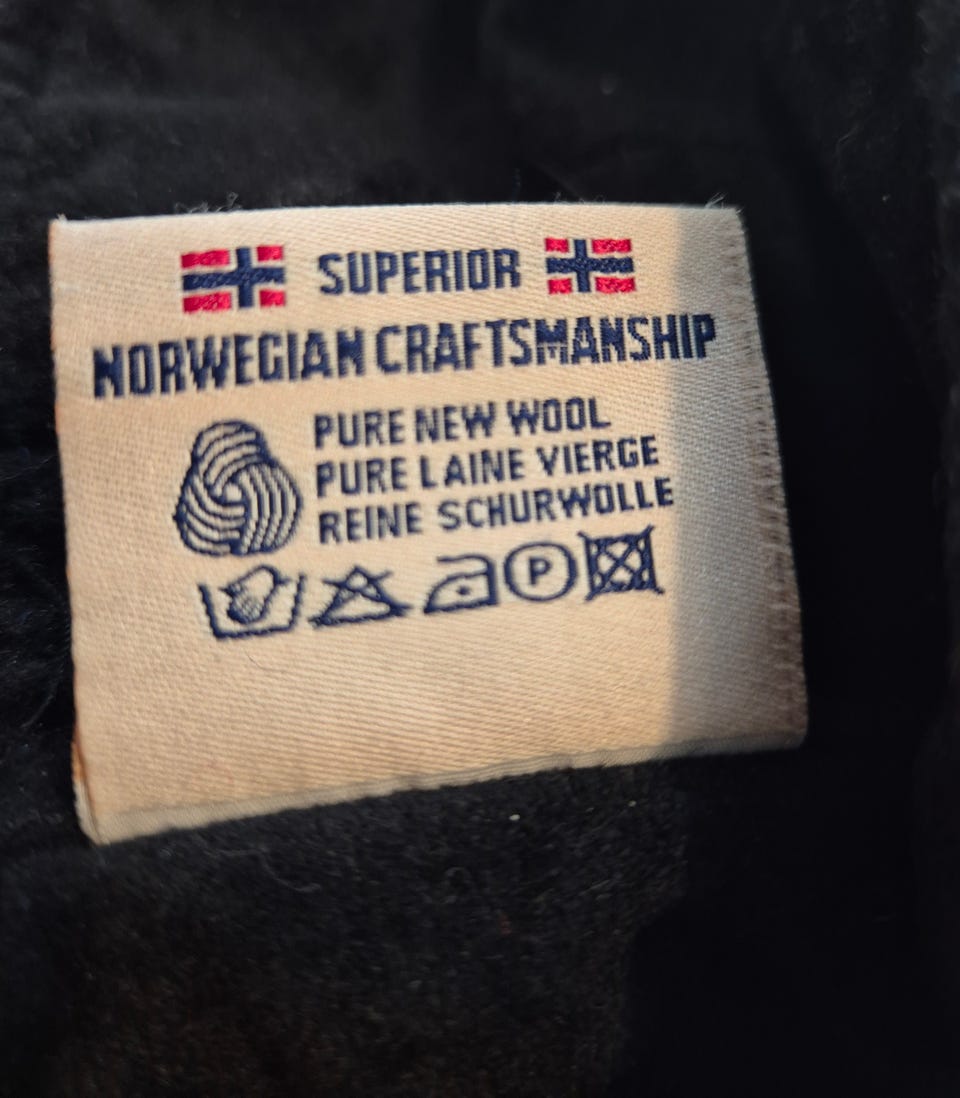 SUPERIOR
NORWEGIAN CRAFTSMANSHIP
PURE NEW WOOL
PURE LAINE VIERGE
REINE SCHURWOLLE
P